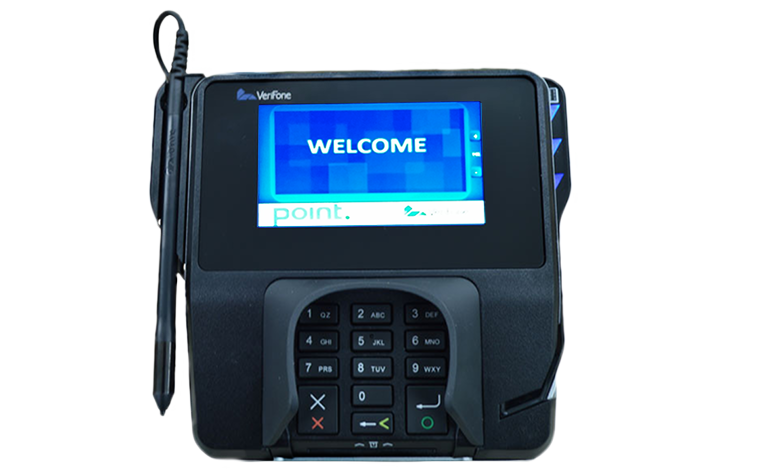 VeriFone
WELCOME
point.
1 QZ 2 ABC 3 DEF
4 GHI 5 JKL 6 MNO
7 PRS 8 TUV 9 WXY
0